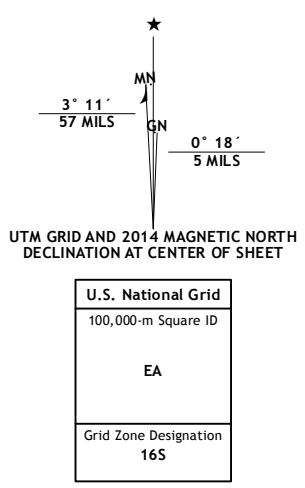 ★
MN
3° 11´
57 MILS
GN
0° 18´
5 MILS
UTM GRID AND 2014 MAGNETIC NORTH
DECLINATION AT CENTER OF SHEET
U.S. National Grid
100,000-m Square ID
EA
Grid Zone Designation
16S